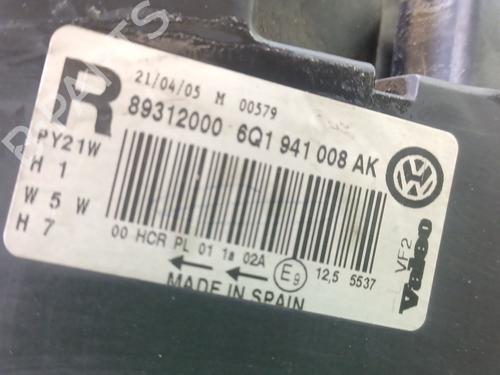 R
21/04/05 M 00579
89312000 6Q1 941 008 AK
PY21W
H 1
W 5 W
H 7
00 HCR PL 01 1a 02A
E9
12,5 5537
MADE IN SPAIN
VF2
Valeo